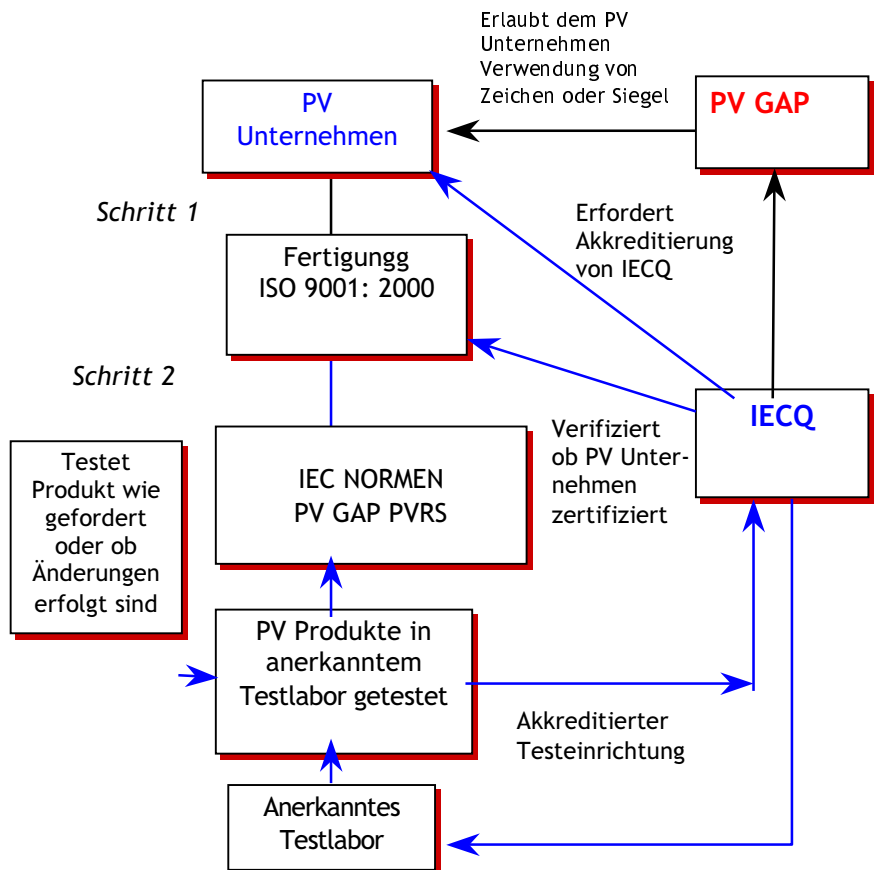 Erlaubt dem PV
Unternehmen
Verwendung von
Zeichen oder Siegel
PV
Unternehmen
PV GAP
Schritt 1
Erfordert
Akkreditierung
von IECQ
Fertigungg
ISO 9001: 2000
Schritt 2
IECQ
Verifiziert
ob PV Unter-
nehmen
zertifiziert
Testet
Produkt wie
gefordert
oder ob
Änderungen
erfolgt sind
IEC NORMEN
PV GAP PVRS
PV Produkte in
anerkanntem
Testlabor getestet
Akkreditierter
Testeinrichtung
Anerkanntes
Testlabor